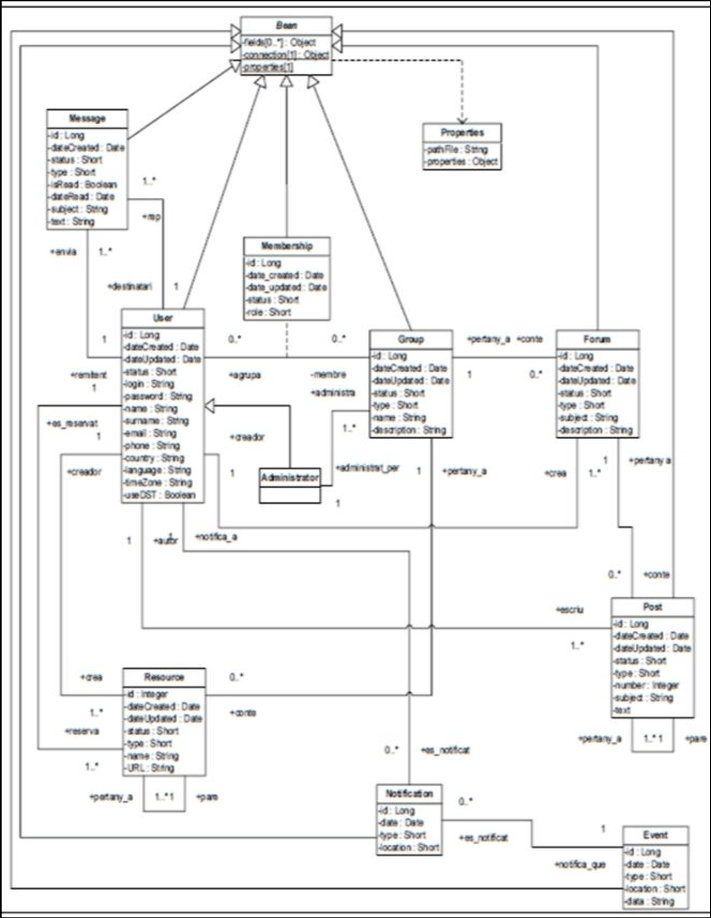 Bean
-fields[0..*] : Object
-connection[1] : Object
-properties[1]
Message
-id : Long
-dateCreated : Date
-status : Short
-type : Short
-isRead : Boolean
-dateRead : Date
-subject : String
-text : String
Properties
-pathFile : String
-properties : Object
1..*
+rep
+envia
1..*
+destinatari
1
Membership
-id : Long
-date_created : Date
-date_updated : Date
-status : Short
-role : Short
User
-id : Long
-dateCreated : Date
-dateUpdated : Date
-status : Short
-login : String
-password : String
-name : String
-surname : String
-email : String
-phone : String
-country : String
-language : String
-timeZone : String
-useDST : Boolean
1
+remitent
1
+es_reservat
1
+creador
0..*
0..*
+agrupa
-membre
Group
-id : Long
-dateCreated : Date
-dateUpdated : Date
-status : Short
-type : Short
-name : String
-description : String
+pertany_a
+conte
1
0..*
Forum
-id : Long
-dateCreated : Date
-dateUpdated : Date
-status : Short
-type : Short
-subject : String
-description : String
+administra
1..*
+creador
1
Administrator
+administrat_per
1
1
+pertany_a
+crea
1..*
1
+pertany a
1
+autor
1
+notifica_a
0..*
+conte
+escriu
1..*
Post
-id : Long
-dateCreated : Date
-dateUpdated : Date
-status : Short
-type : Short
-number : Integer
-subject : String
-text
+pertany_a
1..*
1
+pare
+crea
1..*
+reserva
1..*
Resource
-id : Integer
-dateCreated : Date
-dateUpdated : Date
-status : Short
-type : Short
-name : String
-URL : String
0..*
+conte
+pertany_a
1..*
1
+pare
0..*
+es_notificat
Notification
-id : Long
-date : Date
-type : Short
-location : Short
0..*
+es_notificat
1
+notifica_que
Event
-id : Long
-date : Date
-type : Short
-location : Short
-data : String